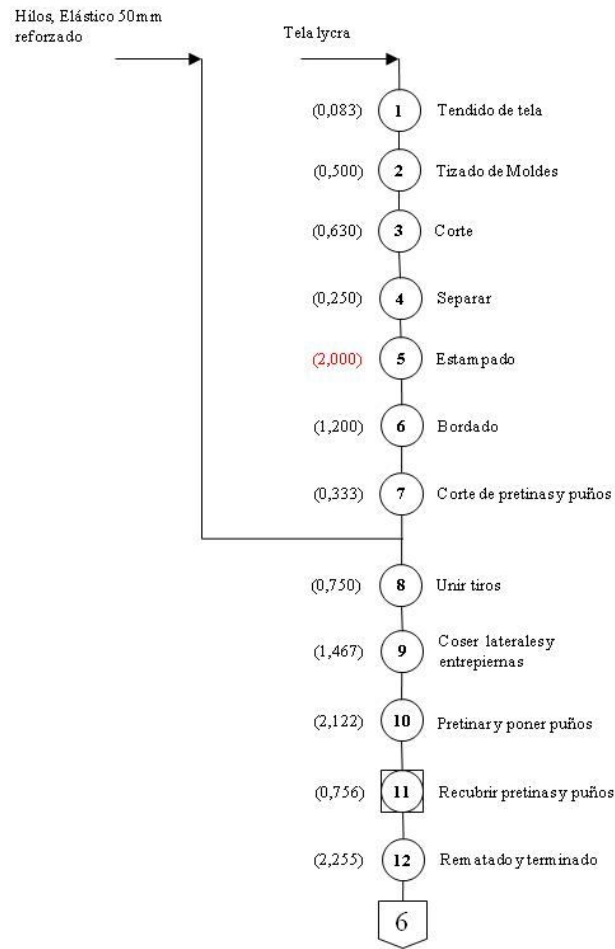 Hilos, Elástico 50mm
reforzado
Tela lycra
(0,083) 1 Tendido de tela
(0,500) 2 Tizado de Moldes
(0,630) 3 Corte
(0,250) 4 Separar
(2,000) 5 Estampado
(1,200) 6 Bordado
(0,333) 7 Corte de pretinas y puños
(0,750) 8 Unir tiros
(1,467) 9 Coser laterales y
entrepiernas
(2,122) 10 Pretinar y poner puños
(0,756) 11 Recubrir pretinas y puños
(2,255) 12 Rematado y terminado
6